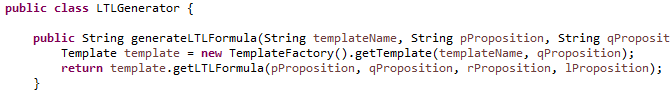 public class LTLGenerator {
public String generateLTLFormula(String templateName, String pProposition, String qProposit
Template template = new TemplateFactory().getTemplate(templateName, qProposition);
return template.getLTLFormula(pProposition, qProposition, rProposition, lProposition);
}